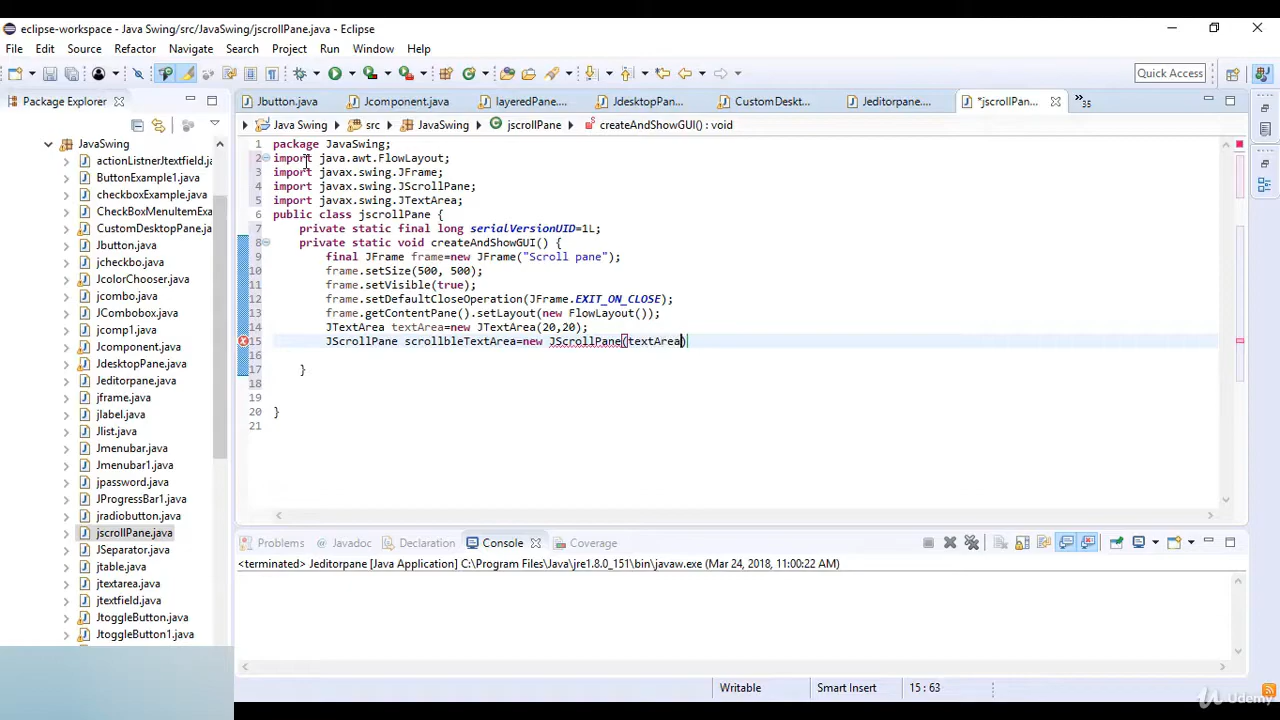 eclipse-workspace - Java Swing/src/JavaSwing/jscrollPane.java - Eclipse
File Edit Source Refactor Navigate Search Project Run Window Help
Quick Access
Package Explorer
Jbutton.java Jcomponent.java layeredPane.... JdesktopPan... CustomDeskt... Jeditorpane.... *jscrollPan... 35
Java Swing src JavaSwing jscrollPane createAndShowGUI() : void
JavaSwing
actionListnerJtextfield.ja
ButtonExample1.java
checkboxExample.java
CheckBoxMenuItemExa
CustomDesktopPane.ja
Jbutton.java
jcheckbo.java
JcolorChooser.java
jcombo.java
JCombobox.java
jcomp1.java
Jcomponent.java
JdesktopPane.java
Jeditorpane.java
jframe.java
jlabel.java
Jlist.java
Jmenubar.java
Jmenubar1.java
jpassword.java
JProgressBar1.java
jradiobutton.java
jscrollPane.java
JSeparator.java
jtable.java
jtextarea.java
jtextfield.java
JtoggleButton.java
JtoggleButton1.java
1 package JavaSwing;
2 import java.awt.FlowLayout;
3 import javax.swing.JFrame;
4 import javax.swing.JScrollPane;
5 import javax.swing.JTextArea;
6 public class jscrollPane {
7 private static final long serialVersionUID=1L;
8 private static void createAndShowGUI() {
9 final JFrame frame=new JFrame("Scroll pane");
10 frame.setSize(500, 500);
11 frame.setVisible(true);
12 frame.setDefaultCloseOperation(JFrame.EXIT_ON_CLOSE);
13 frame.getContentPane().setLayout(new FlowLayout());
14 JTextArea textArea=new JTextArea(20,20);
15 JScrollPane scrollbleTextArea=new JScrollPane(textArea)
16
17 }
18
19
20 }
21
Problems Javadoc Declaration Console Coverage
<terminated> Jeditorpane [Java Application] C:\Program Files\Java\jre1.8.0_151\bin\javaw.exe (Mar 24, 2018, 11:00:22 AM)
Writable Smart Insert 15 : 63
Udemy